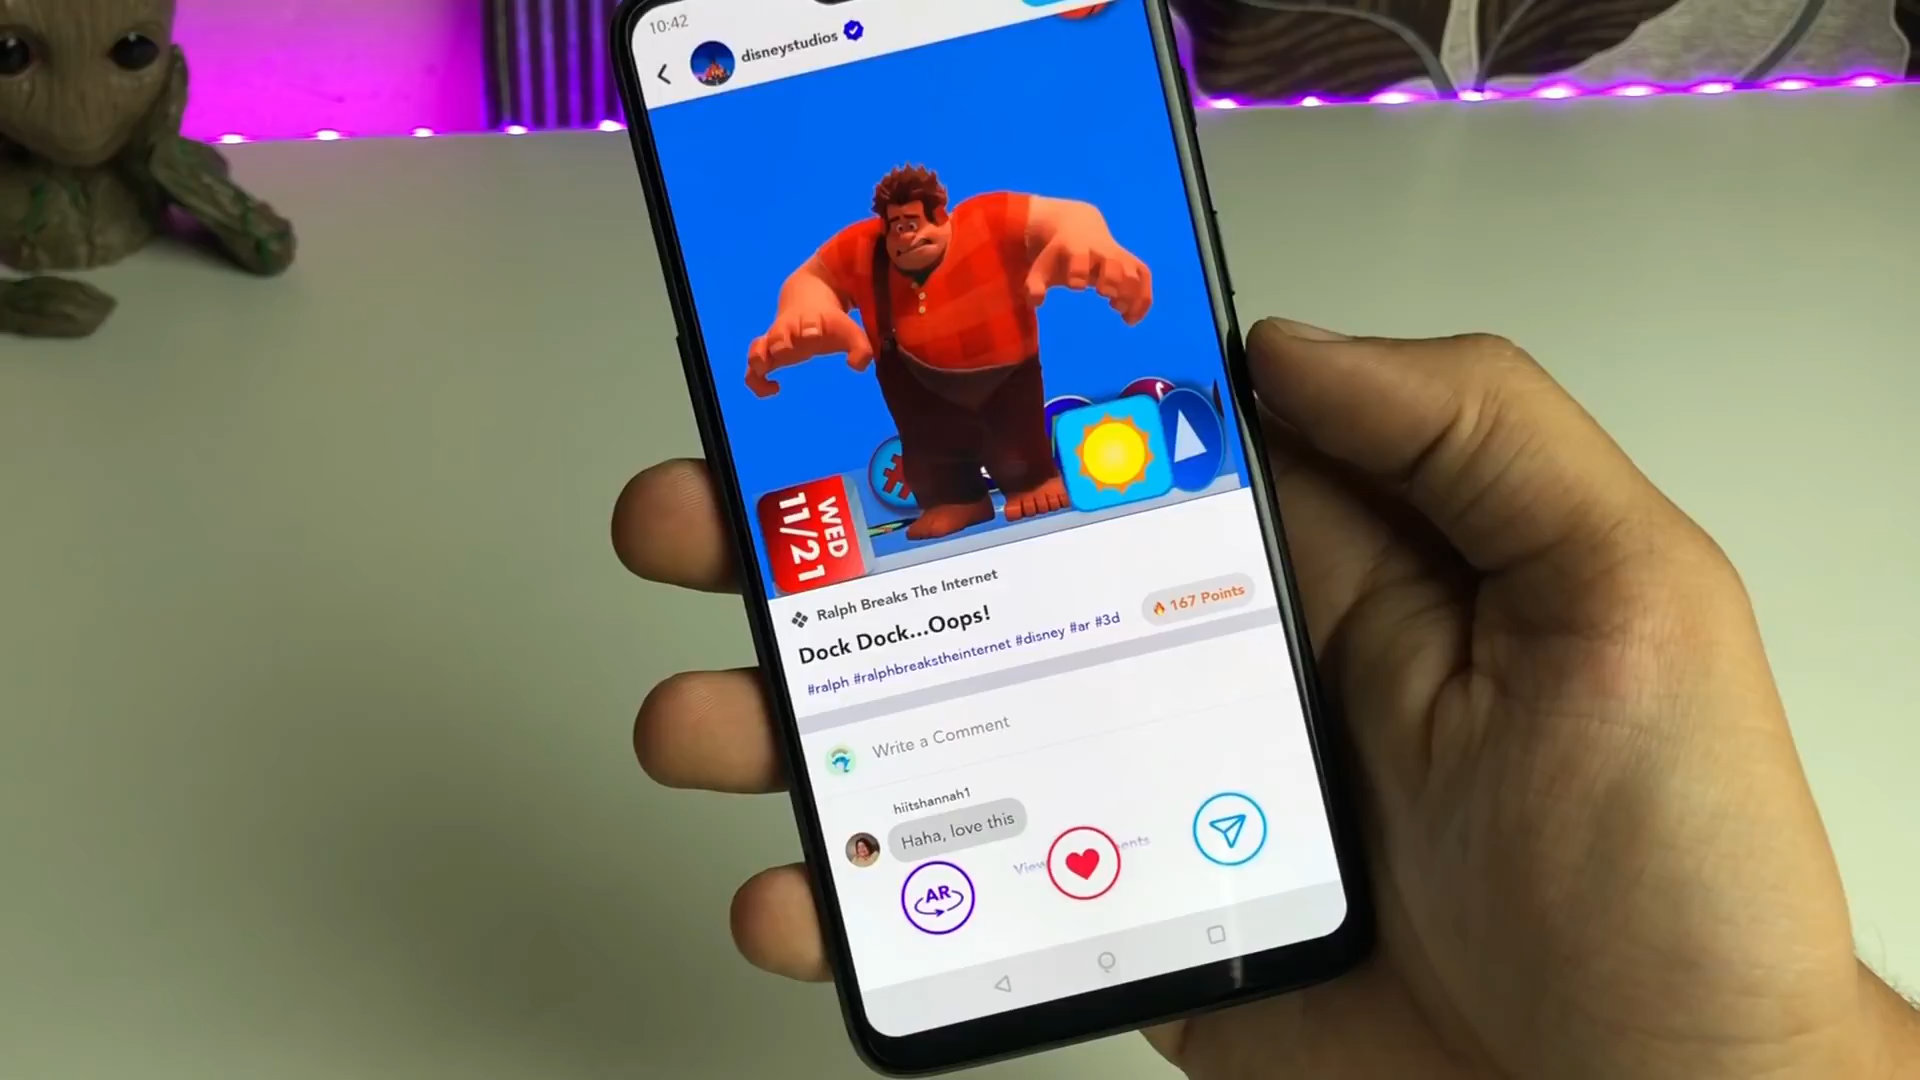 10:42
disneystudios
WED
11/21
Ralph Breaks The Internet
Dock Dock...Oops!
167 Points
#ralph #ralphbreakstheinternet #disney #ar #3d
Write a Comment
hiitshannah1
Haha, love this
View
AR